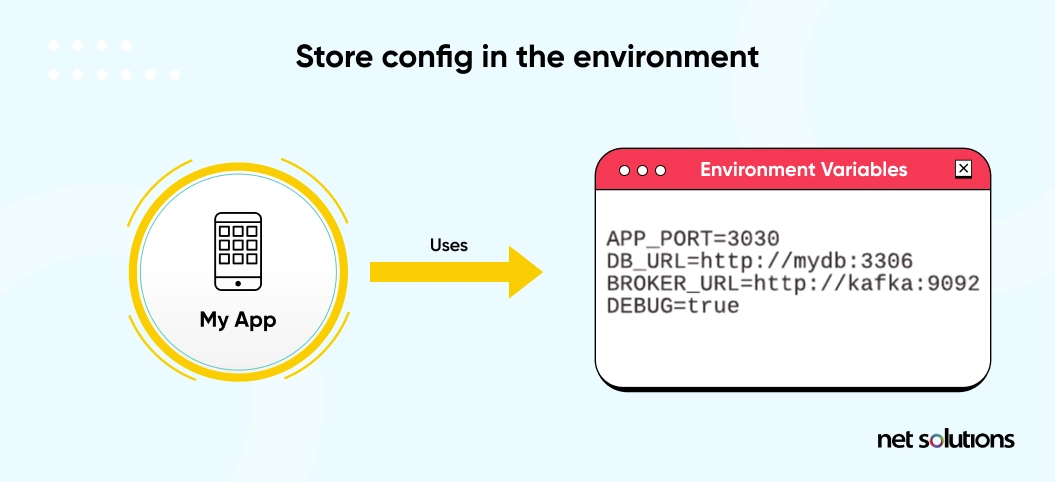 Store config in the environment
My App
Uses
Environment Variables
APP_PORT=3030
DB_URL=http://mydb:3306
BROKER_URL=http://kafka:9092
DEBUG=true
net solutions